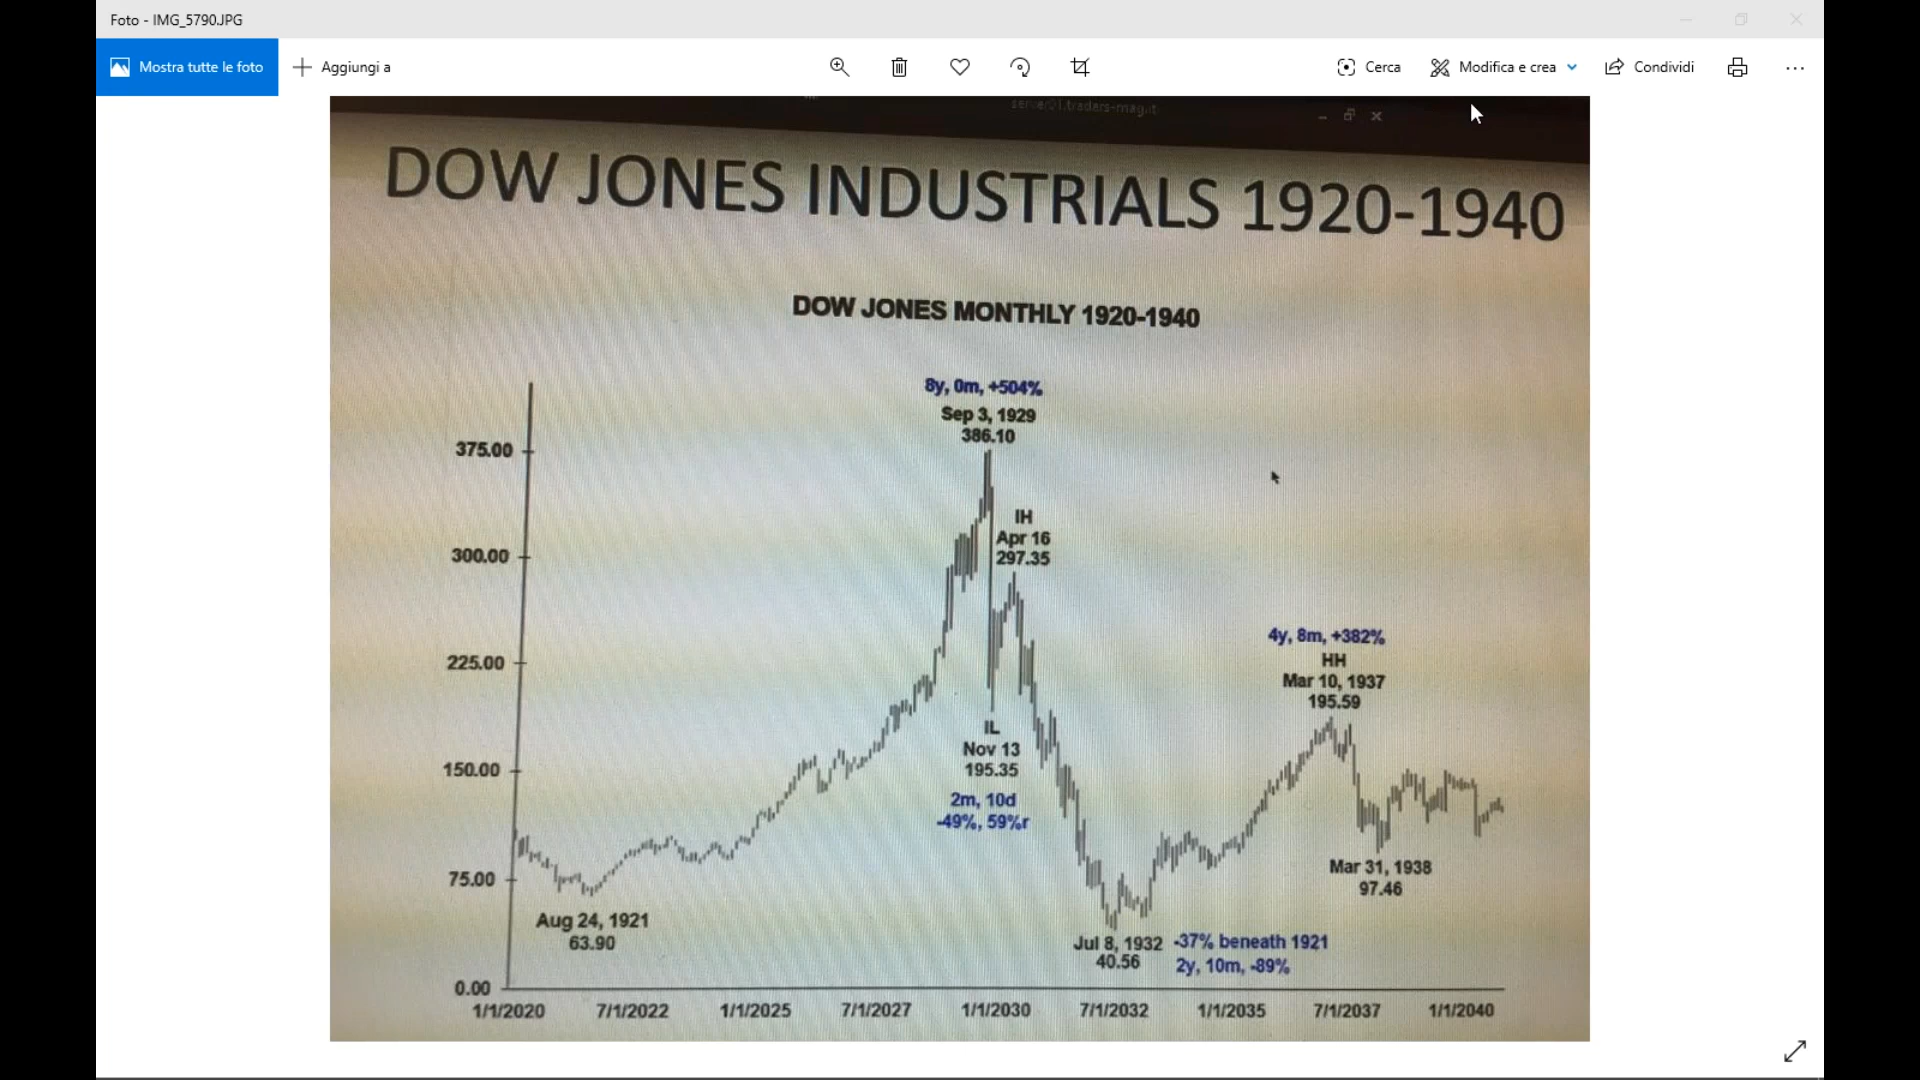 Foto - IMG_5790.JPG
Mostra tutte le foto
Aggiungi a
Cerca
Modifica e crea
Condividi
server01.traders-mag.it
DOW JONES INDUSTRIALS 1920-1940
DOW JONES MONTHLY 1920-1940
8y, 0m, +504%
Sep 3, 1929
386.10
375.00
IH
Apr 16
297.35
300.00
4y, 8m, +382%
HH
Mar 10, 1937
195.59
225.00
IL
Nov 13
195.35
150.00
2m, 10d
-49%, 59%r
Mar 31, 1938
97.46
75.00
Aug 24, 1921
63.90
Jul 8, 1932
40.56
-37% beneath 1921
2y, 10m, -89%
0.00
1/1/2020 7/1/2022 1/1/2025 7/1/2027 1/1/2030 7/1/2032 1/1/2035 7/1/2037 1/1/2040